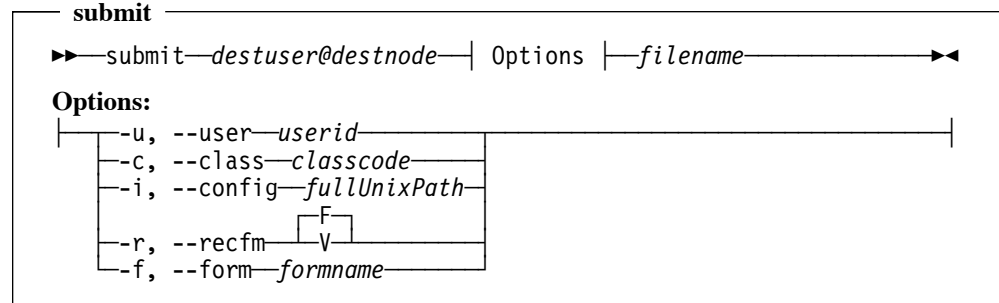 submit
submit destuser@destnode Options filename
Options:
-u, --user userid
-c, --class classcode
-i, --config fullUnixPath
F
-r, --recfm V
-f, --form formname